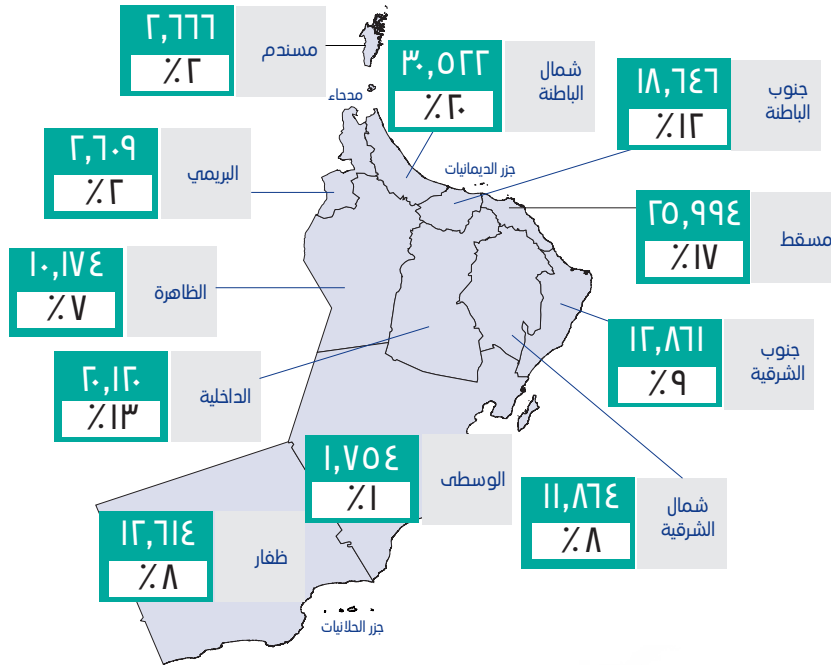 مسندم
٢,٦٦٦
٪٢
مدحاء
شمال
الباطنة
٣٠,٥٢٢
٪٢٠
جنوب
الباطنة
١٨,٦٤٦
٪١٢
البريمي
٢,٦٠٩
٪٢
جزر الديمانيات
مسقط
٢٥,٩٩٤
٪١٧
الظاهرة
١٠,١٧٤
٪٧
جنوب
الشرقية
١٢,٨٦١
٪٩
الداخلية
٢٠,١٢٠
٪١٣
الوسطى
١,٧٥٤
٪١
شمال
الشرقية
١١,٨٦٤
٪٨
ظفار
١٢,٦١٤
٪٨
جزر الحلانيات